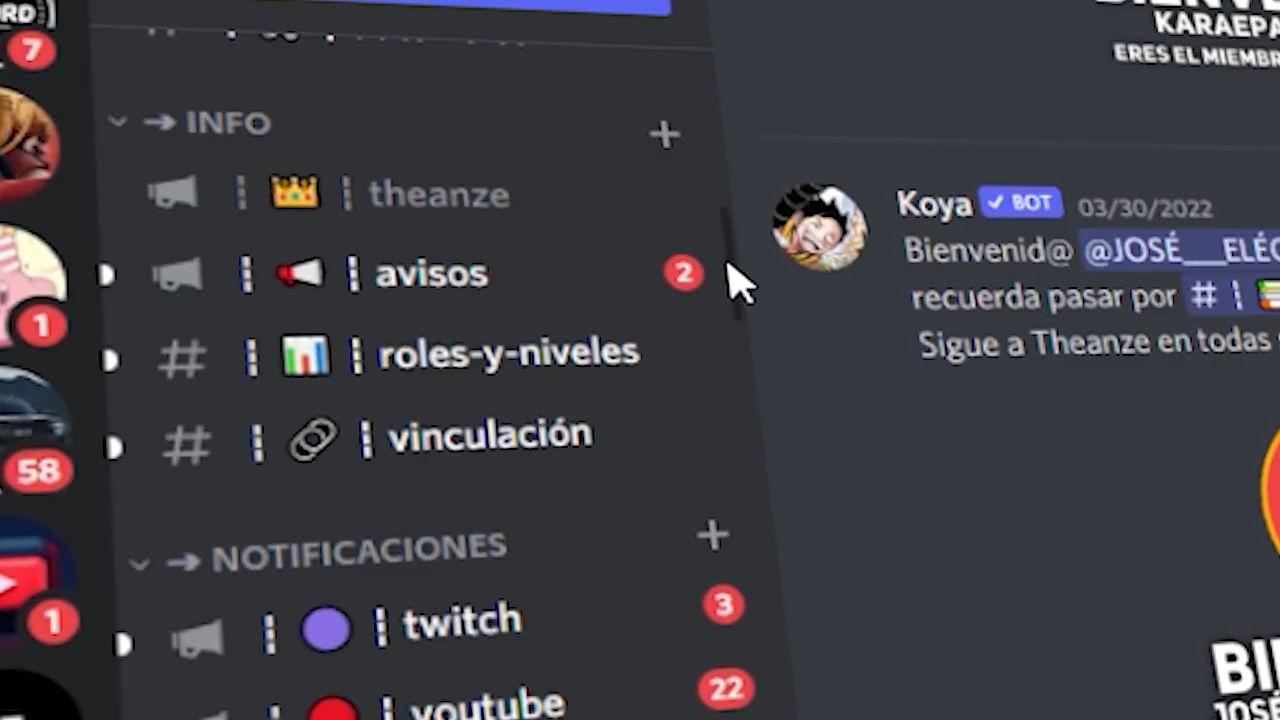 7
INFO
theanze
avisos 2
roles-y-niveles
vinculación
NOTIFICACIONES
twitch 3
youtube 22
1
58
1
KARAEPA
ERES EL MIEMBR
Koya BOT 03/30/2022
Bienvenid@ @JOSÉ___ELÉC
recuerda pasar por #
Sigue a Theanze en todas